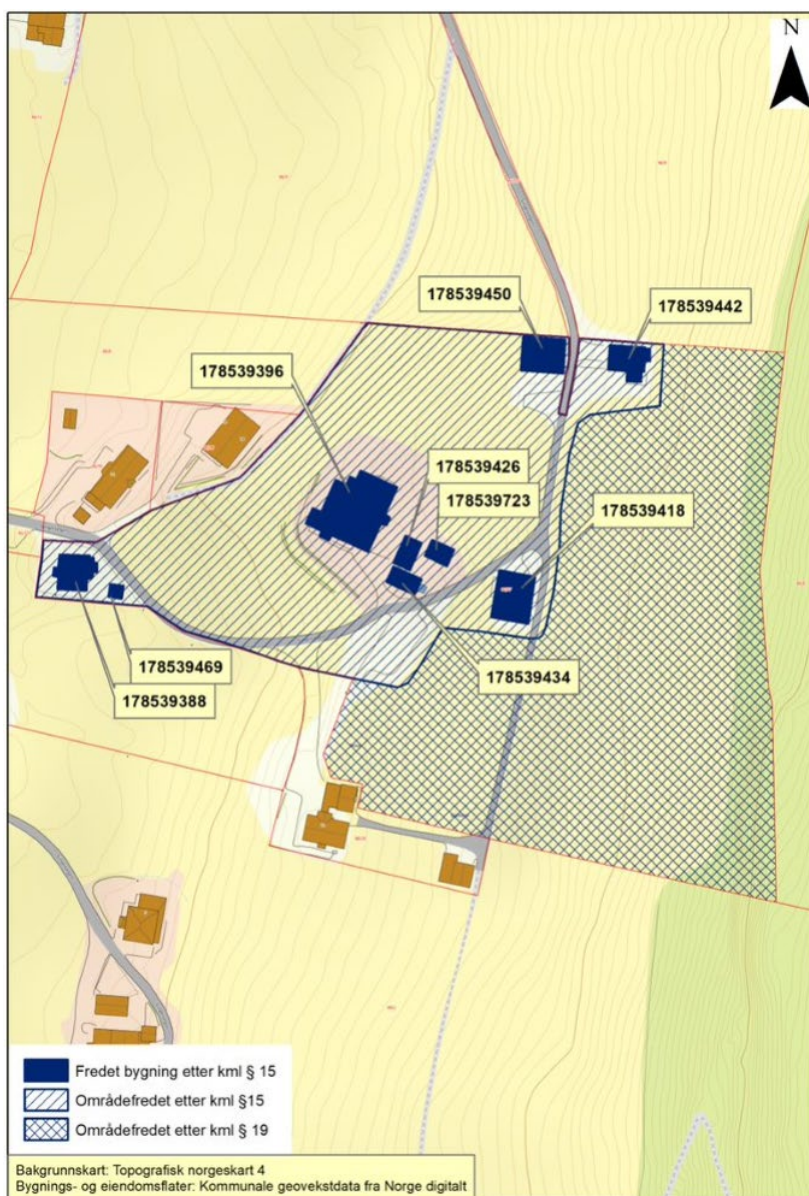 N
178539450
178539442
178539396
178539426
178539723
178539418
178539469
178539434
178539388
Fredet bygning etter kml § 15
Områdefredet etter kml §15
Områdefredet etter kml § 19
Bakgrunnskart: Topografisk norgeskart 4
Bygnings- og eiendomsflater: Kommunale geovekstdata fra Norge digitalt